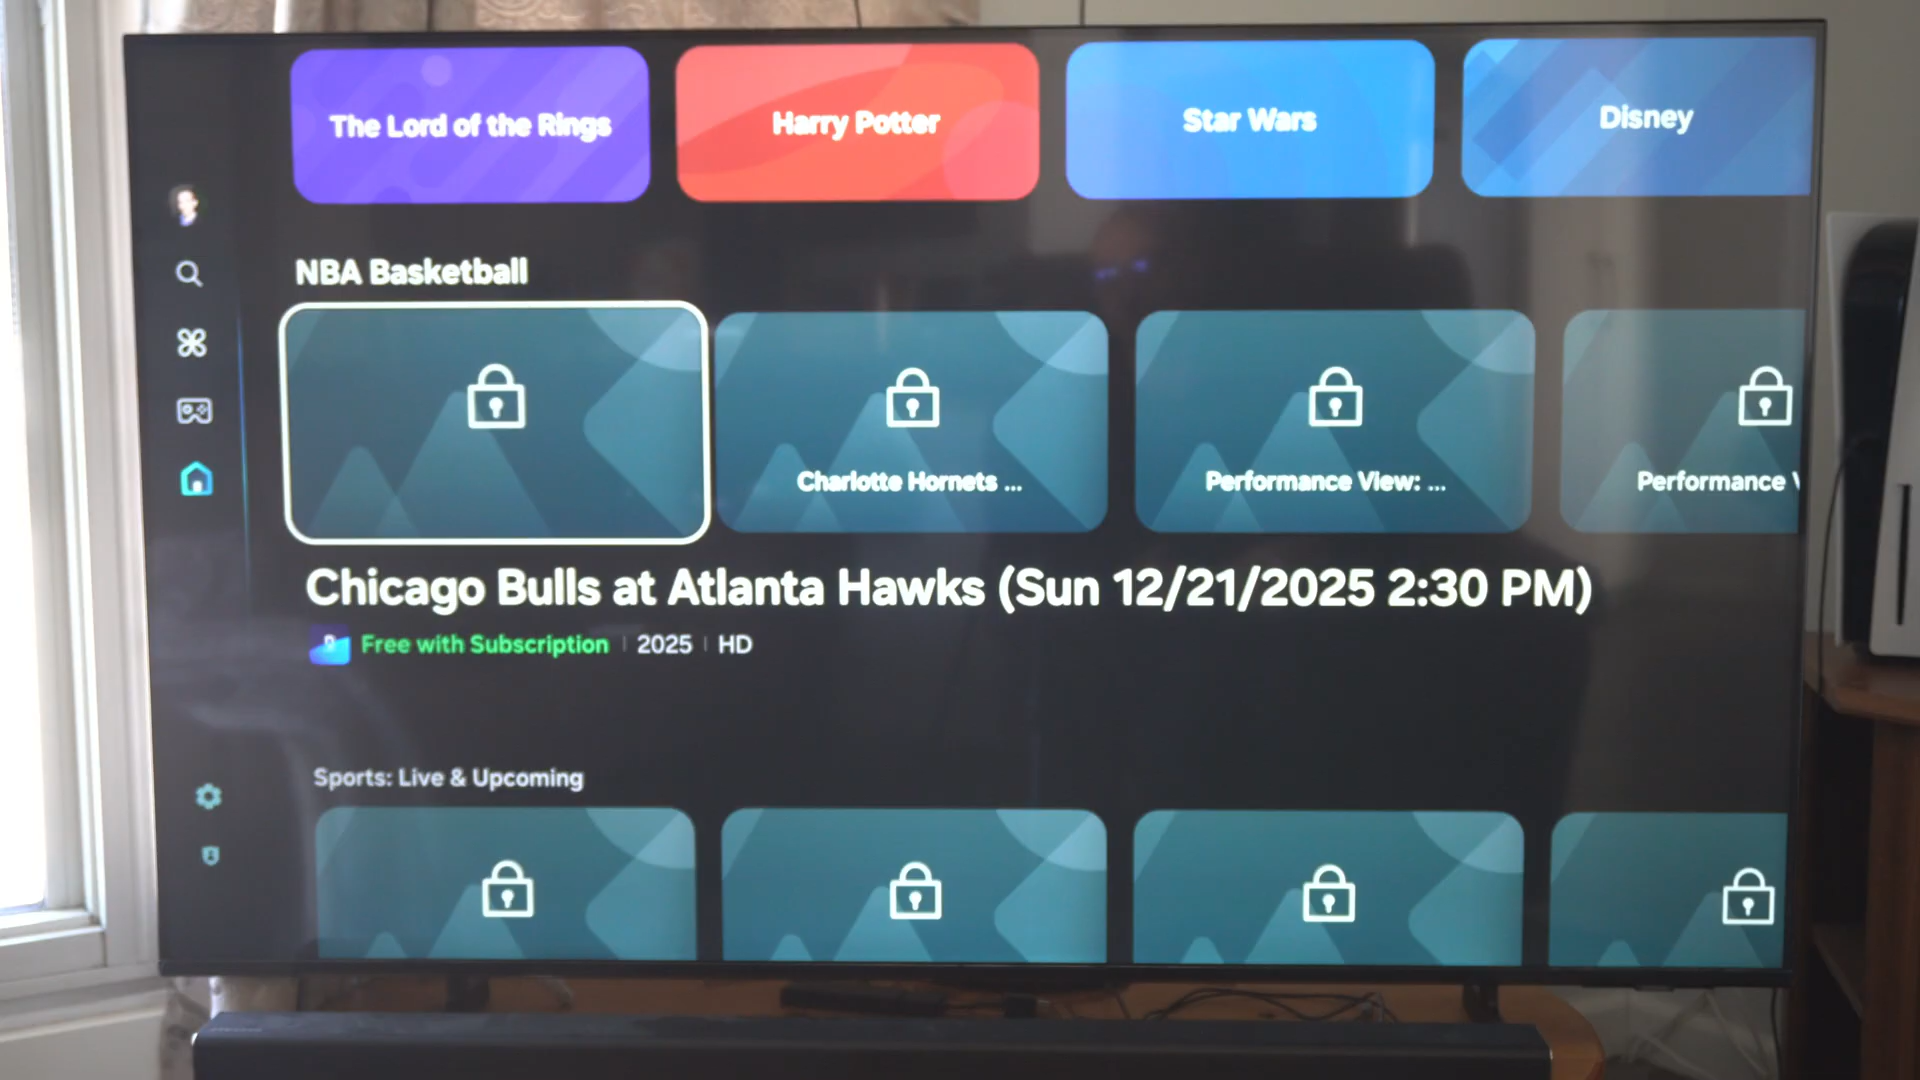 The Lord of the Rings
Harry Potter
Star Wars
Disney
NBA Basketball
Charlotte Hornets ...
Performance View: ...
Performance
Chicago Bulls at Atlanta Hawks (Sun 12/21/2025 2:30 PM)
Free with Subscription | 2025 | HD
Sports: Live & Upcoming